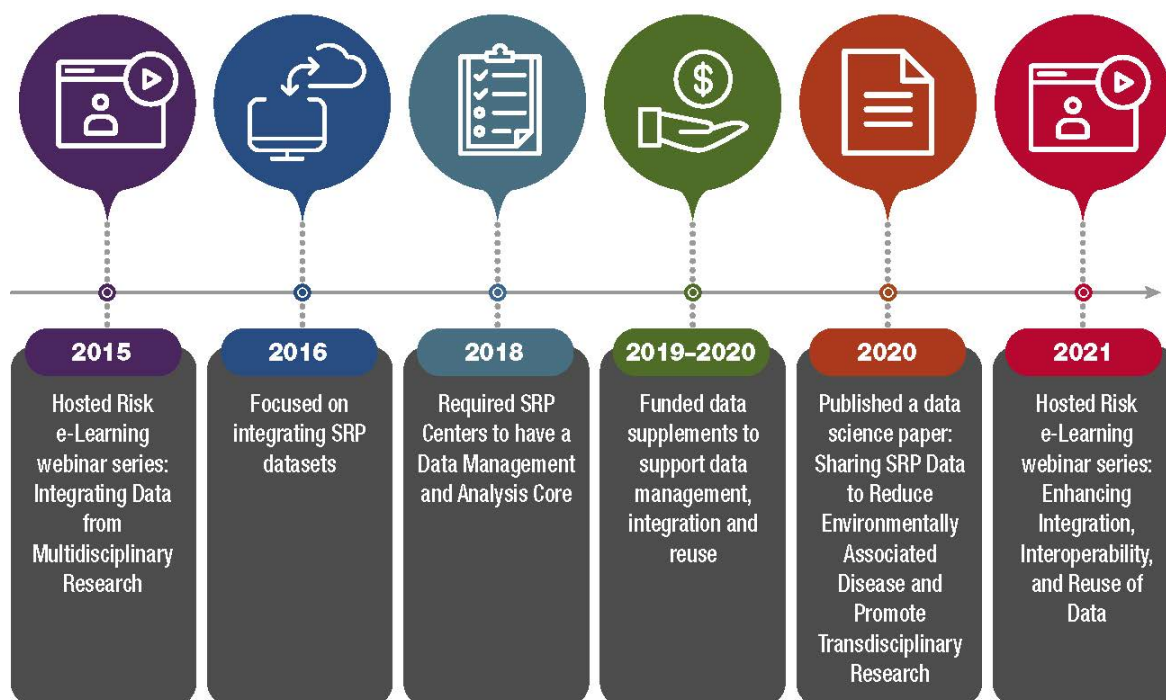 2015
Hosted Risk
e-Learning
webinar series:
Integrating Data
from
Multidisciplinary
Research
2016
Focused on
integrating SRP
datasets
2018
Required SRP
Centers to have a
Data Management
and Analysis Core
2019–2020
Funded data
supplements to
support data
management,
integration and
reuse
2020
Published a data
science paper:
Sharing SRP Data
to Reduce
Environmentally
Associated
Disease and
Promote
Transdisciplinary
Research
2021
Hosted Risk
e-Learning
webinar series:
Enhancing
Integration,
Interoperability,
and Reuse of
Data